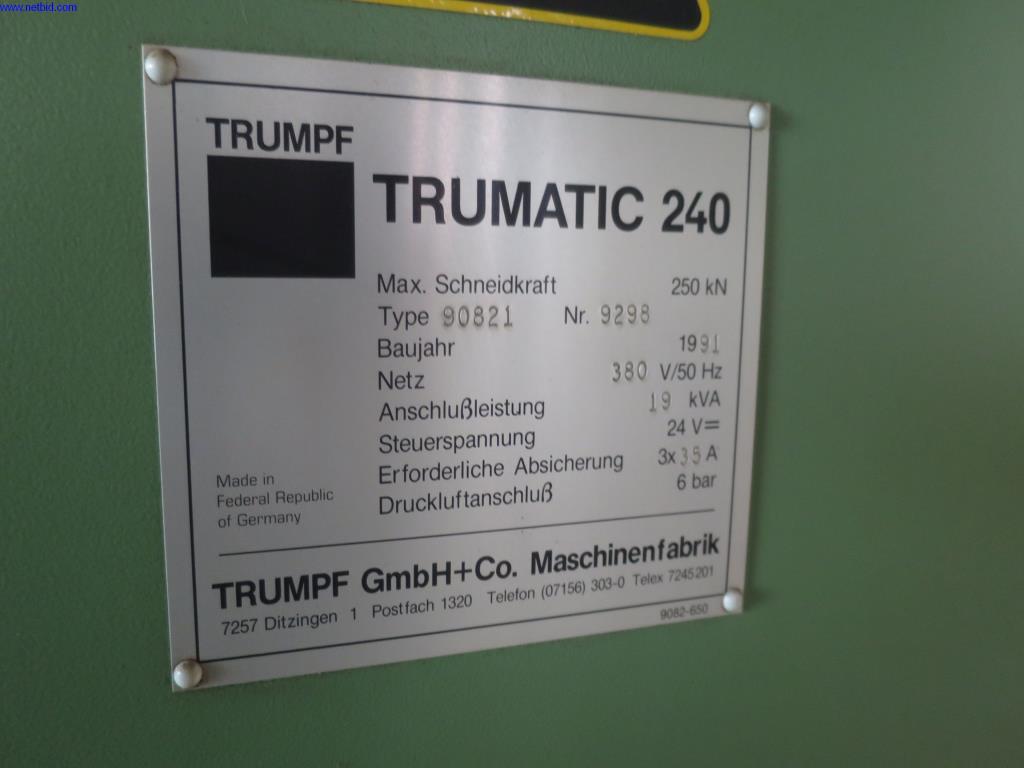 www.netbid.com
TRUMPF
TRUMATIC 240
Max. Schneidkraft 250 kN
Type 90821 Nr. 9298
Baujahr 1991
Netz 380 V/50 Hz
Anschlußleistung 19 kVA
Steuerspannung 24 V=
Erforderliche Absicherung 3x35 A
Druckluftanschluß 6 bar
Made in
Federal Republic
of Germany
TRUMPF GmbH+Co. Maschinenfabrik
7257 Ditzingen 1 Postfach 1320 Telefon (07156) 303-0 Telex 7245201
9082-650